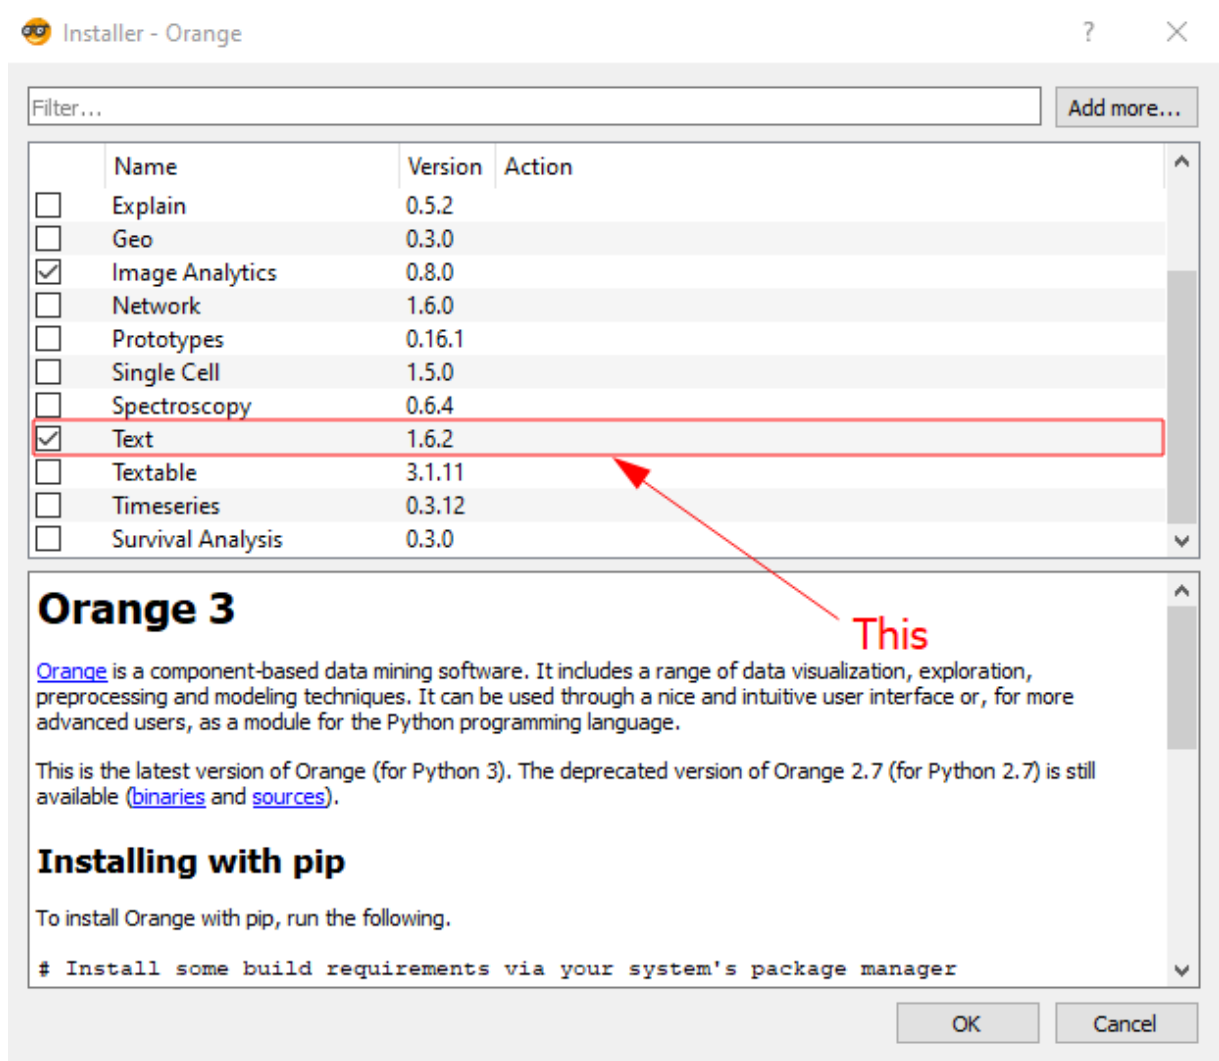 Installer - Orange
?
Filter...
Add more...
Name Version Action
Explain 0.5.2
Geo 0.3.0
Image Analytics 0.8.0
Network 1.6.0
Prototypes 0.16.1
Single Cell 1.5.0
Spectroscopy 0.6.4
Text 1.6.2
Textable 3.1.11
Timeseries 0.3.12
Survival Analysis 0.3.0
This
Orange 3
Orange is a component-based data mining software. It includes a range of data visualization, exploration,
preprocessing and modeling techniques. It can be used through a nice and intuitive user interface or, for more
advanced users, as a module for the Python programming language.
This is the latest version of Orange (for Python 3). The deprecated version of Orange 2.7 (for Python 2.7) is still
available (binaries and sources).
Installing with pip
To install Orange with pip, run the following.
# Install some build requirements via your system's package manager
OK Cancel